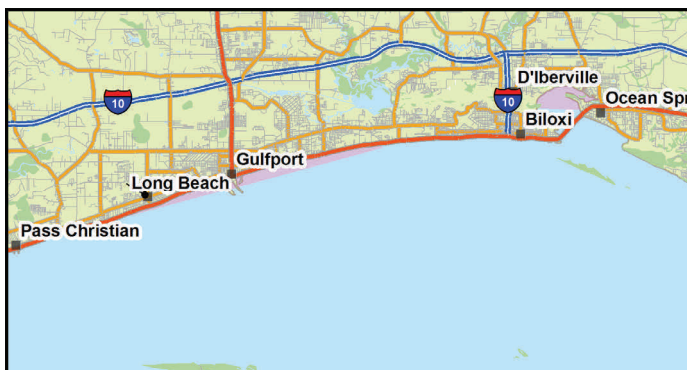 D'Iberville
10
10
Ocean Spr
Biloxi
Gulfport
Long Beach
Pass Christian